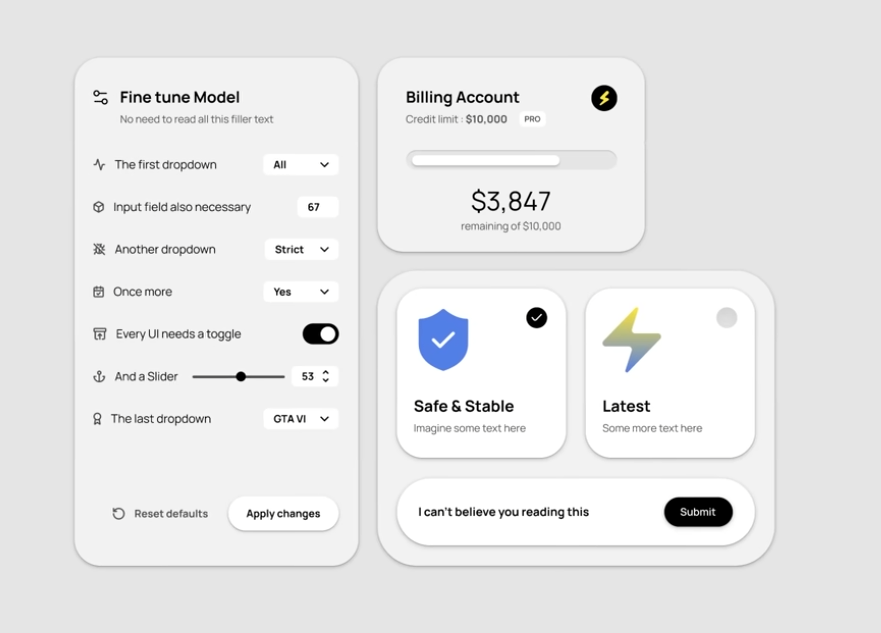 Fine tune Model
No need to read all this filler text
The first dropdown
All
Input field also necessary
67
Another dropdown
Strict
Once more
Yes
Every UI needs a toggle
And a Slider
53
The last dropdown
GTA VI
Reset defaults
Apply changes
Billing Account
Credit limit : $10,000
PRO
$3,847
remaining of $10,000
Safe & Stable
Imagine some text here
Latest
Some more text here
I can't believe you reading this
Submit